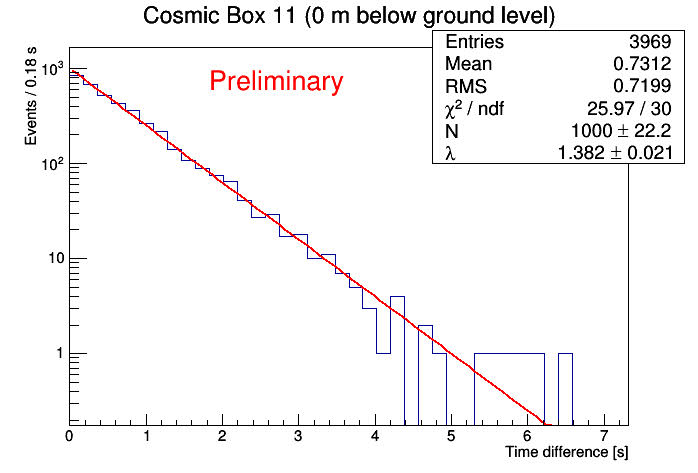 Cosmic Box 11 (0 m below ground level)
Entries 3969
Mean 0.7312
RMS 0.7199
χ² / ndf 25.97 / 30
N 1000 ± 22.2
λ 1.382 ± 0.021
Preliminary
Events / 0.18 s
10³
10²
10
1
0 1 2 3 4 5 6 7
Time difference [s]